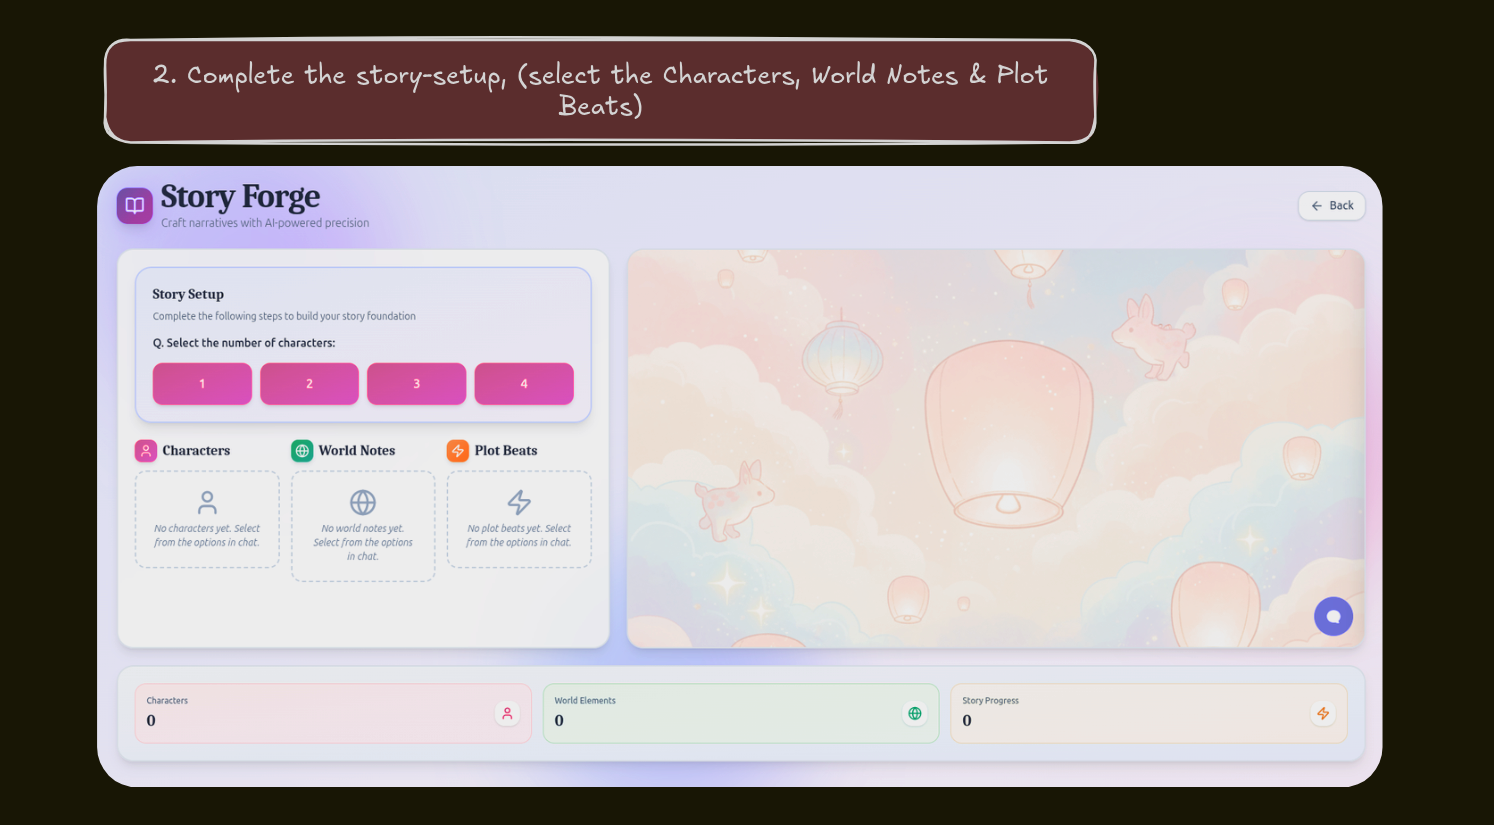 2. Complete the story-setup, (select the Characters, World Notes & Plot
Beats)
Story Forge
Craft narratives with AI-powered precision
Back
Story Setup
Complete the following steps to build your story foundation
Q. Select the number of characters:
1
2
3
4
Characters
World Notes
Plot Beats
No characters yet. Select
from the options in chat.
No world notes yet.
Select from the options
in chat.
No plot beats yet. Select
from the options in chat.
Characters
0
World Elements
0
Story Progress
0